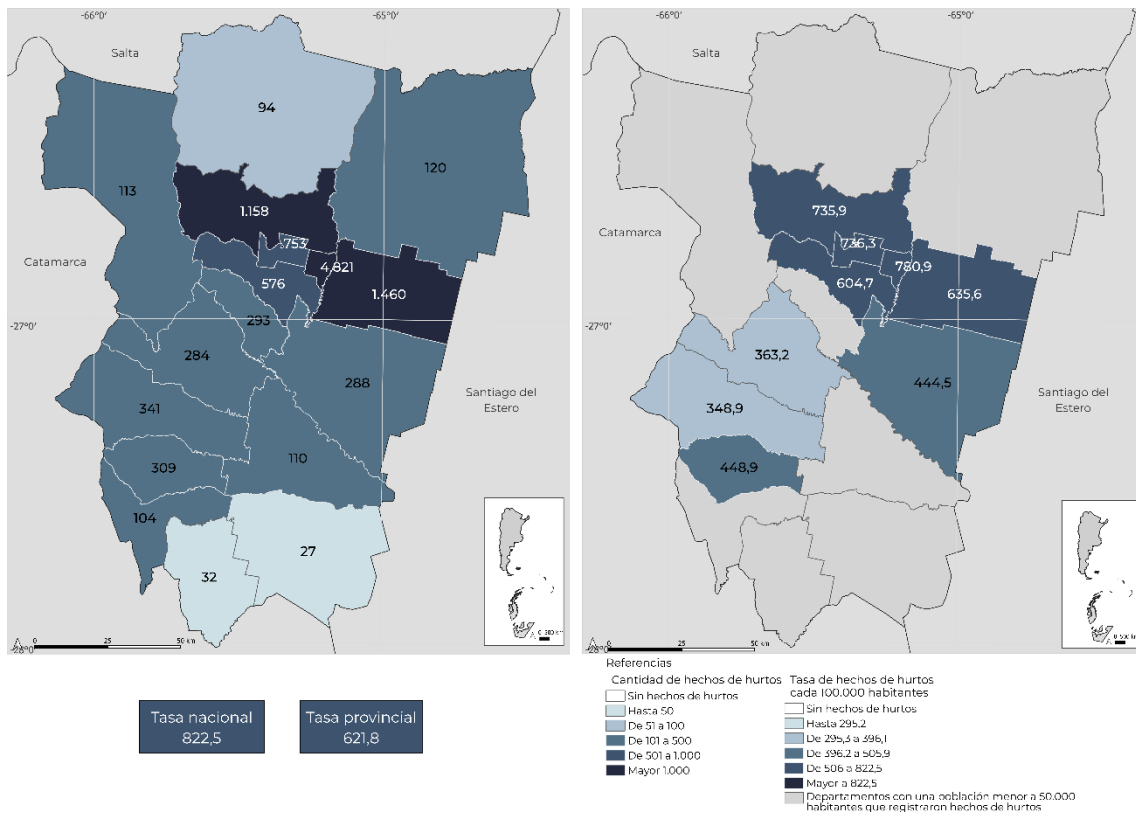 -66°0'
-65°0'
Salta
94
120
113
1.158
753
Catamarca
4.821
576
1.460
-27°0'
293
284
288
Santiago del
Estero
341
110
309
104
27
32
0 25 50 km
-28°0'
-66°0'
-65°0'
Salta
735,9
736,3
Catamarca
780,9
604,7
635,6
-27°0'
363,2
444,5
348,9
Santiago del
Estero
448,9
0 25 50 km
-28°0'
Tasa nacional
822,5
Tasa provincial
621,8
Referencias
Cantidad de hechos de hurtos
Sin hechos de hurtos
Hasta 50
De 51 a 100
De 101 a 500
De 501 a 1.000
Mayor 1.000
Tasa de hechos de hurtos
cada 100.000 habitantes
Sin hechos de hurtos
Hasta 295,2
De 295,3 a 396,1
De 396,2 a 505,9
De 506 a 822,5
Mayor a 822,5
Departamentos con una población menor a 50.000
habitantes que registraron hechos de hurtos